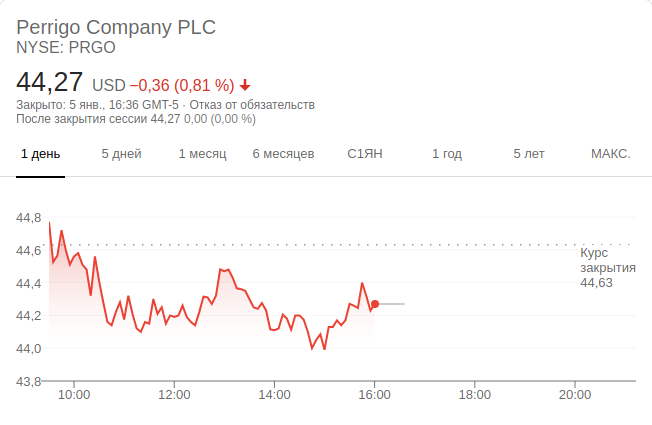 Perrigo Company PLC
NYSE: PRGO
44,27 USD −0,36 (0,81 %)
Закрыто: 5 янв., 16:36 GMT-5 · Отказ от обязательств
После закрытия сессии 44,27 0,00 (0,00 %)
1 день 5 дней 1 месяц 6 месяцев С1ЯН 1 год 5 лет МАКС.
44,8
44,6
Курс
закрытия
44,63
44,4
44,2
44,0
43,8
10:00 12:00 14:00 16:00 18:00 20:00